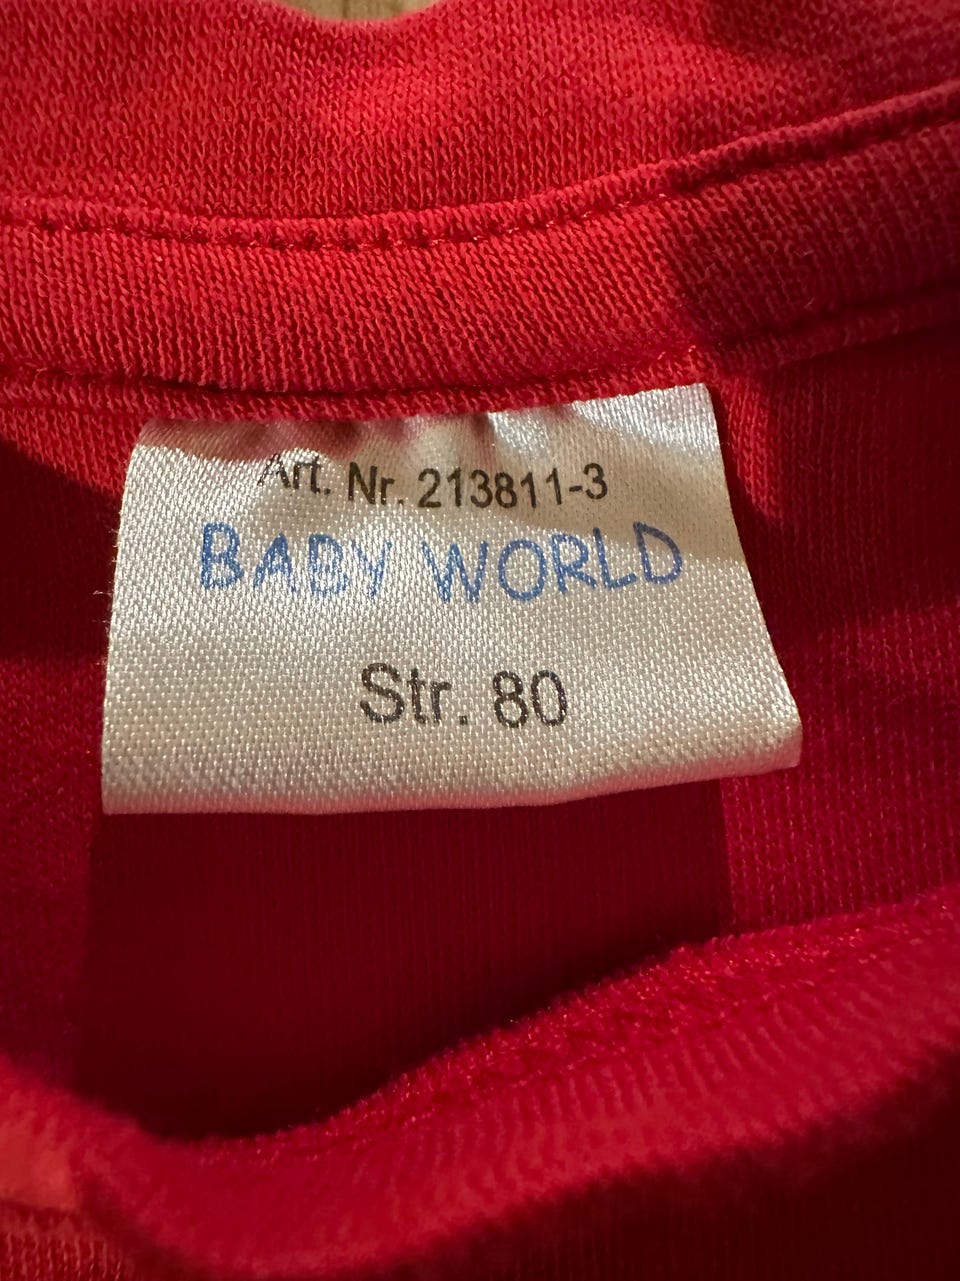 Art. Nr. 213811-3
BABY WORLD
Str. 80